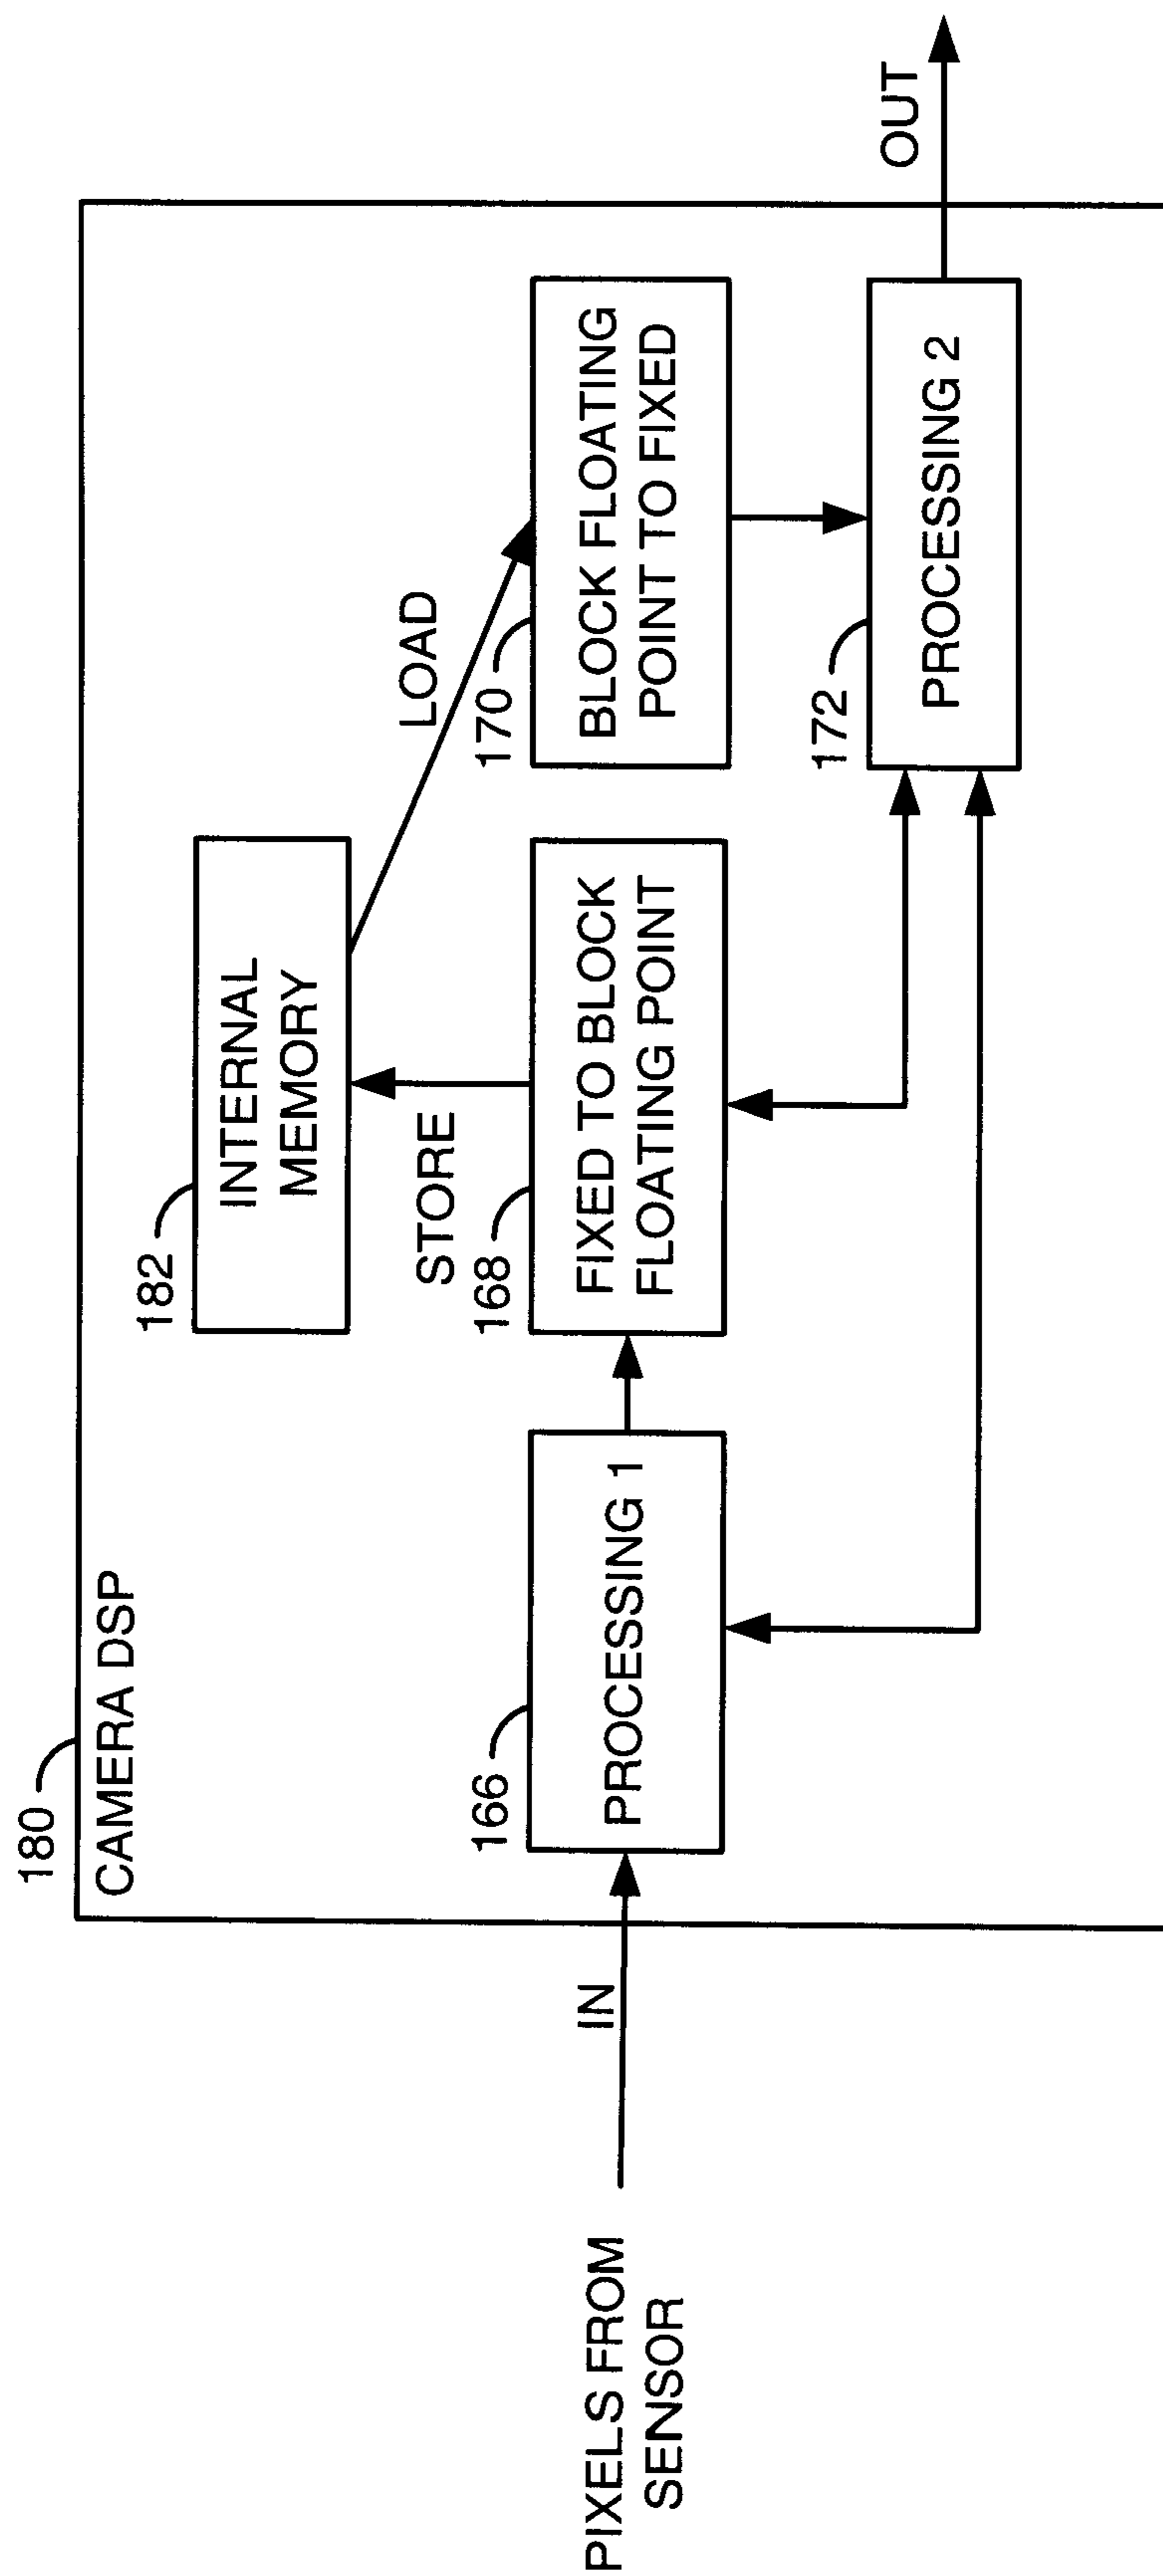 180
CAMERA DSP
182
INTERNAL
MEMORY
STORE
LOAD
PIXELS FROM
SENSOR
IN
166
PROCESSING 1
168
FIXED TO BLOCK
FLOATING POINT
170
BLOCK FLOATING
POINT TO FIXED
172
PROCESSING 2
OUT